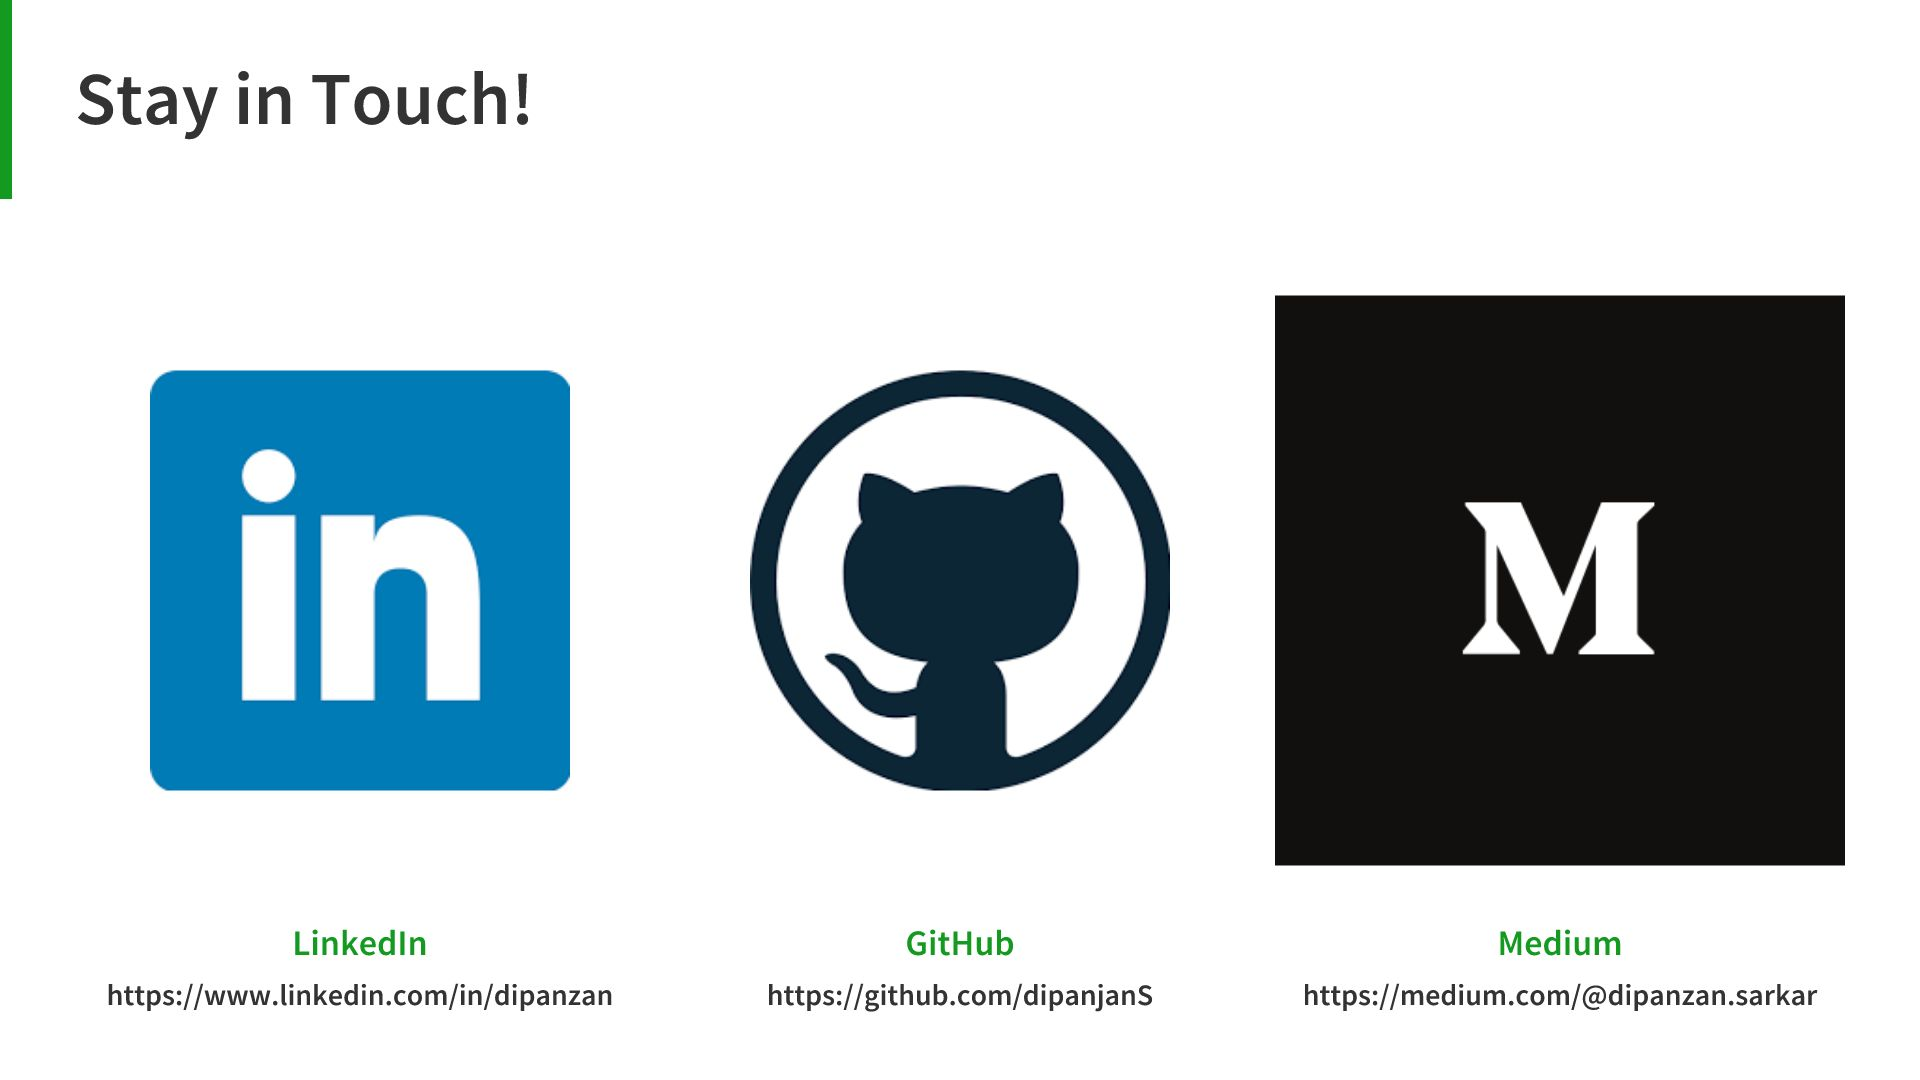 Stay in Touch!
in
M
LinkedIn
https://www.linkedin.com/in/dipanzan
GitHub
https://github.com/dipanjanS
Medium
https://medium.com/@dipanzan.sarkar